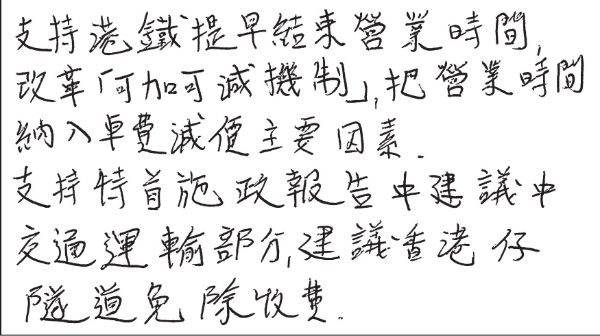 支持港鐵提早結束營業時間,
改革「可加可減機制」,把營業時間
納入車費減價主要因素.
支持特首施政報告中建議中
交通運輸部分,建議香港仔
隧道免除收費.